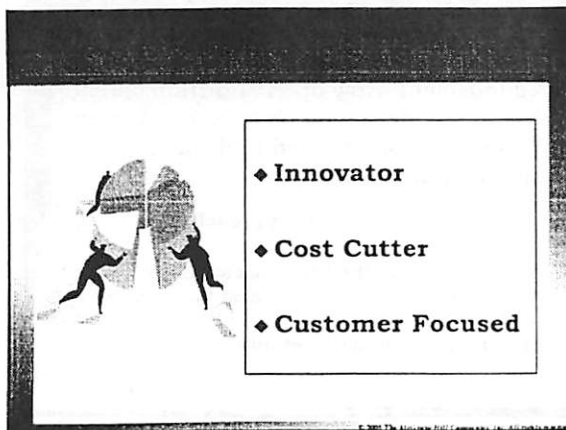 ◆ Innovator
◆ Cost Cutter
◆ Customer Focused